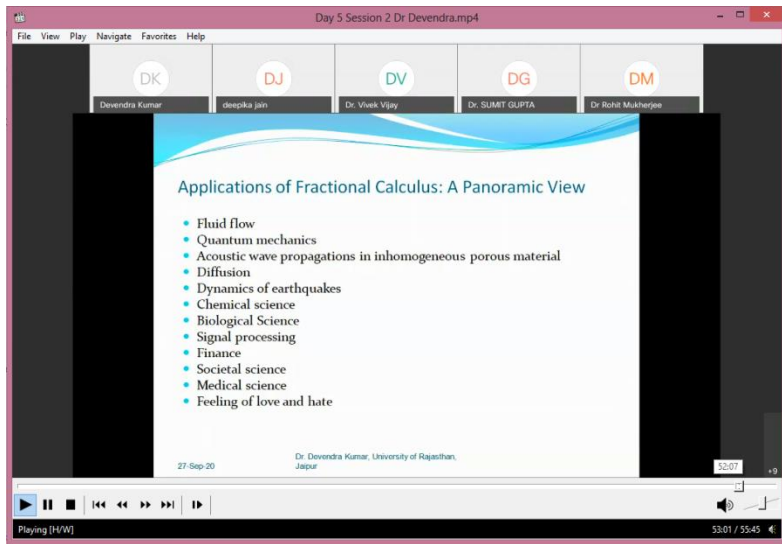 Day 5 Session 2 Dr Devendra.mp4
File View Play Navigate Favorites Help
DK DJ DV DG DM
Devendra Kumar deepika jain Dr. Vivek Vijay Dr. SUMIT GUPTA Dr Rohit Mukherjee
Applications of Fractional Calculus: A Panoramic View
Fluid flow
Quantum mechanics
Acoustic wave propagations in inhomogeneous porous material
Diffusion
Dynamics of earthquakes
Chemical science
Biological Science
Signal processing
Finance
Societal science
Medical science
Feeling of love and hate
Dr. Devendra Kumar, University of Rajasthan,
27-Sep-20 Jaipur
52:07 +9
Playing [H/W] 53:01 / 55:45